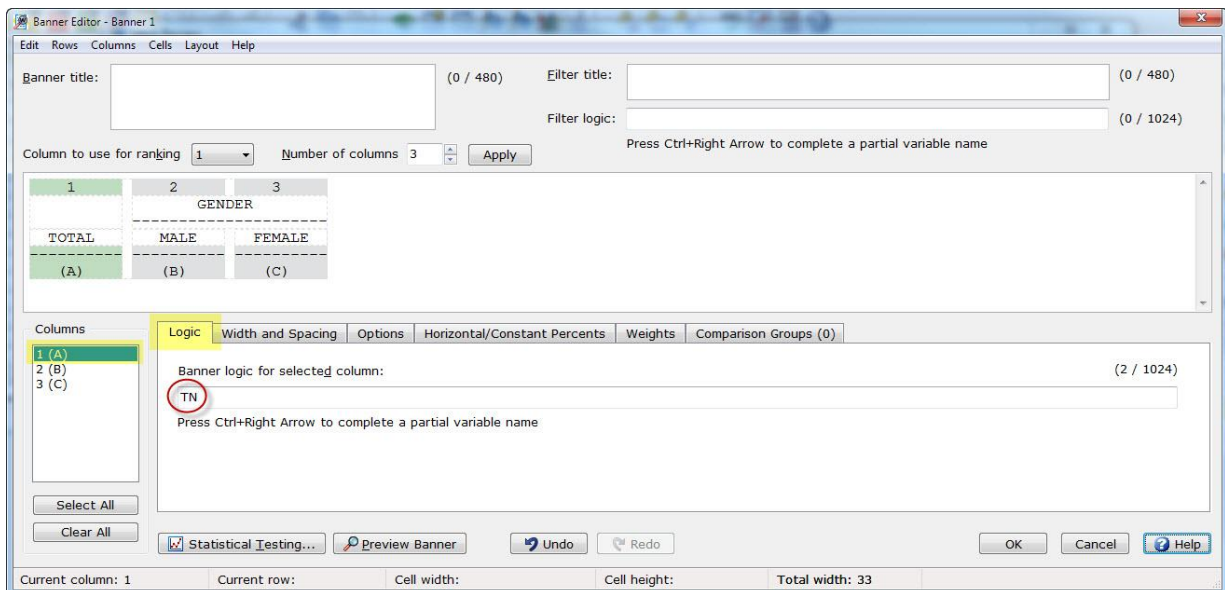 Banner Editor - Banner 1
x
Edit Rows Columns Cells Layout Help
Banner title: (0 / 480) Filter title: (0 / 480)
Filter logic: (0 / 1024)
Press Ctrl+Right Arrow to complete a partial variable name
Column to use for ranking 1 Number of columns 3 Apply
1 2 3
GENDER
-------------------
TOTAL MALE FEMALE
---------- --------- ---------
(A) (B) (C)
Columns
Logic Width and Spacing Options Horizontal/Constant Percents Weights Comparison Groups (0)
1 (A)
2 (B)
3 (C)
Banner logic for selected column: (2 / 1024)
TN
Press Ctrl+Right Arrow to complete a partial variable name
Select All
Clear All
Statistical Testing... Preview Banner Undo Redo OK Cancel Help
Current column: 1 Current row: Cell width: Cell height: Total width: 33